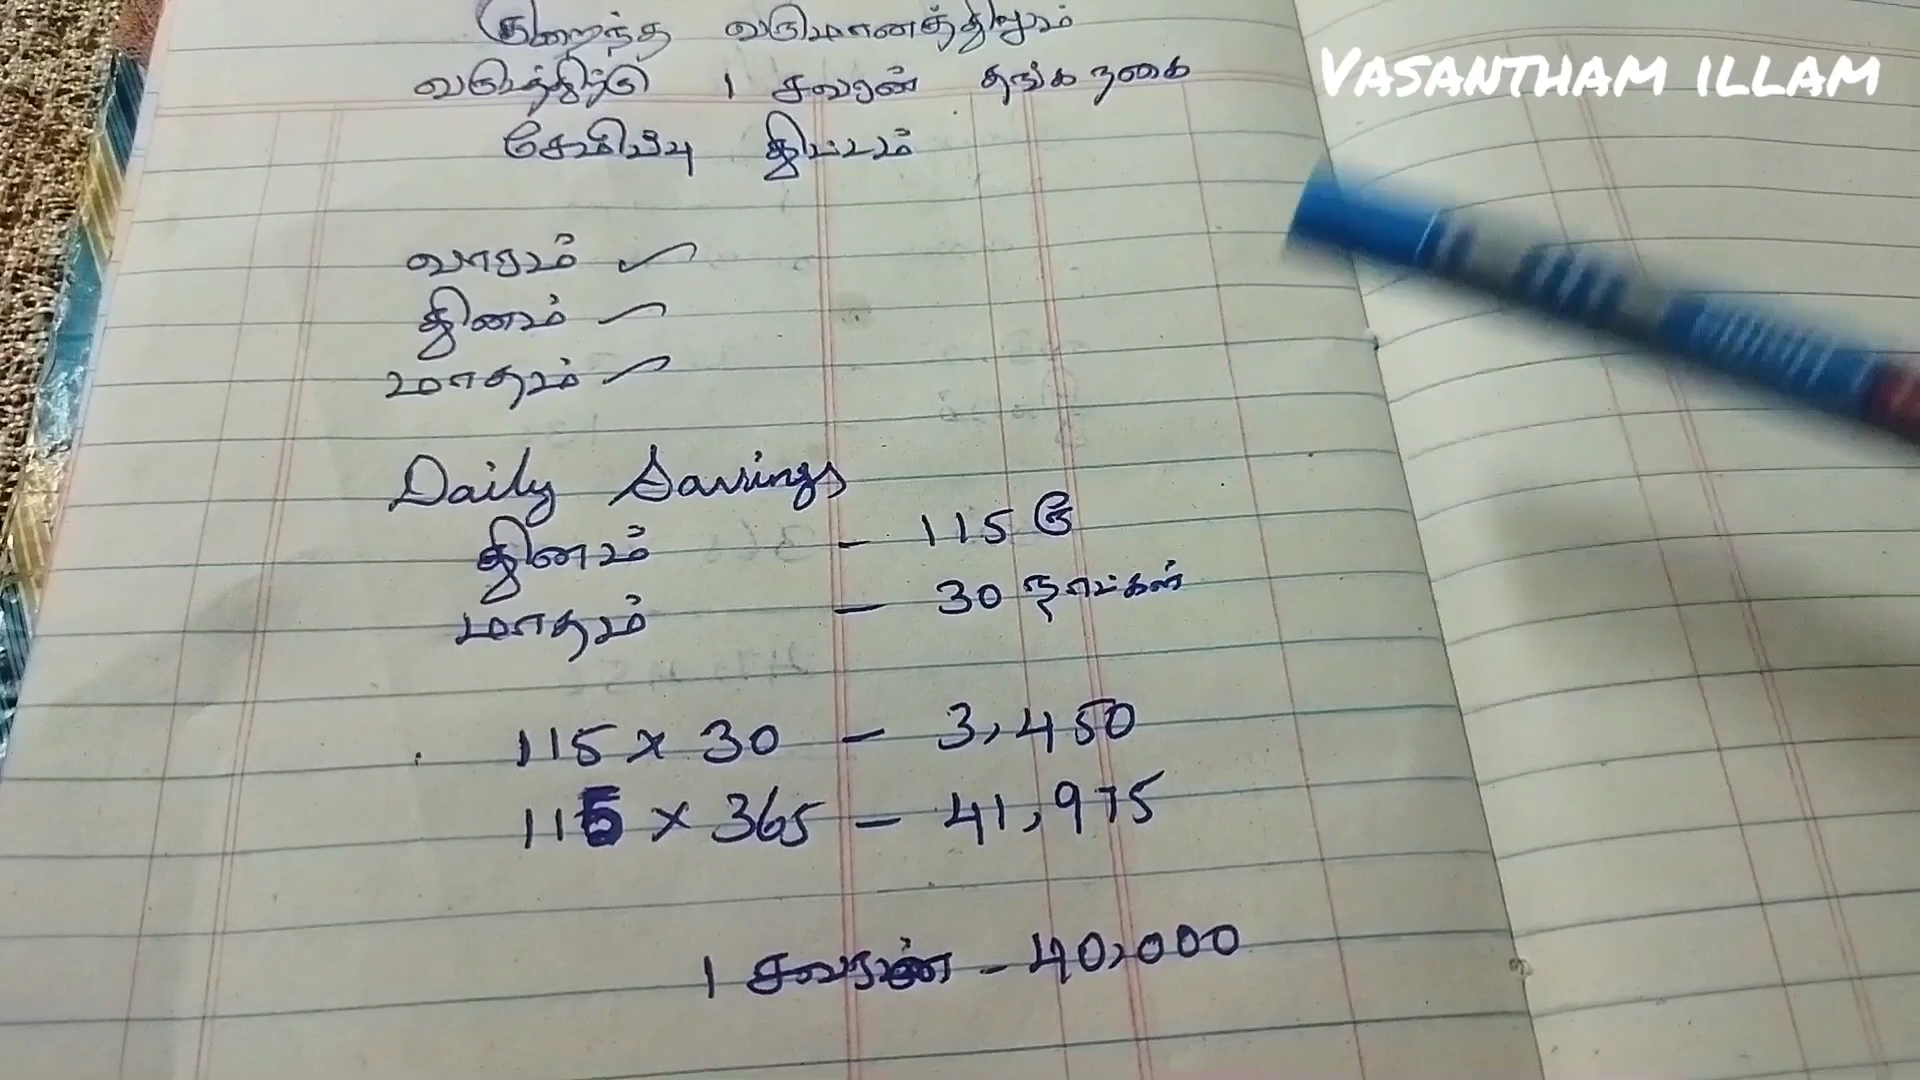 குறைந்த வருமானத்திலும்
VASANTHAM ILLAM
வருடத்திற்கு 1 சவரன் தங்க நகை
சேமிப்பு திட்டம்
வாரம் ✓
தினம் ✓
மாதம் ✓
Daily Savings
தினம் - 115 ரூ
மாதம் - 30 நாட்கள்
115 x 30 - 3,450
115 x 365 - 41,975
1 சவரன் - 40,000